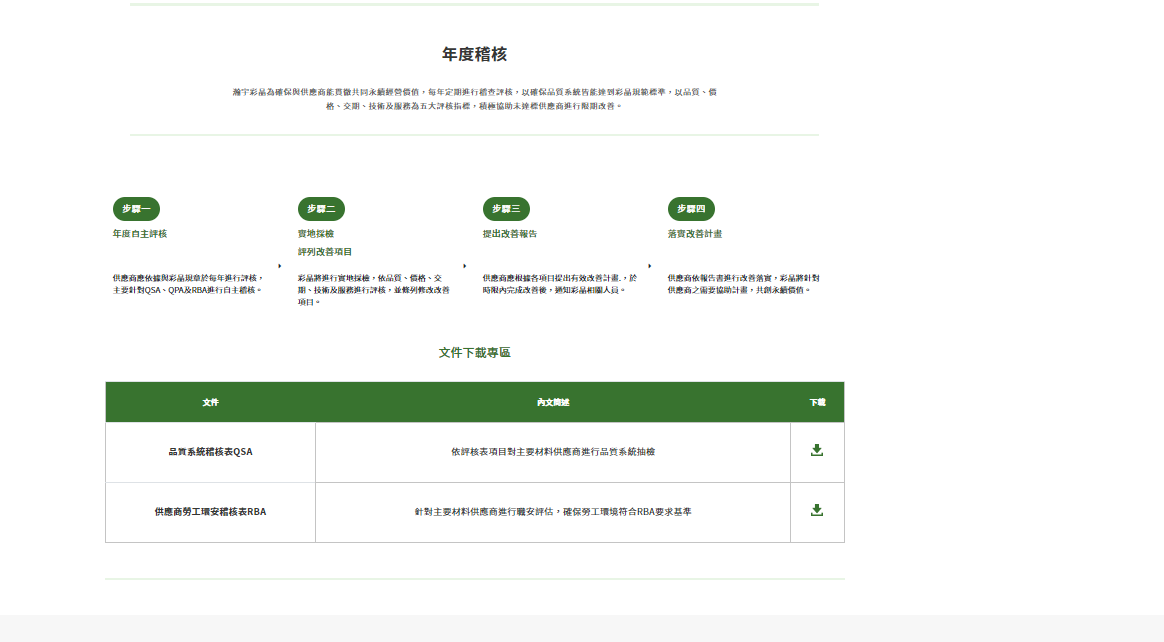 年度稽核
瀚宇彩晶為確保與供應商能貫徹共同永續經營價值，每年定期進行稽查評核，以確保品質系統皆能達到彩晶規範標準，以品質、價
格、交期、技術及服務為五大評核指標，積極協助未達標供應商進行限期改善。
步驟一
年度自主評核
供應商應依據與彩晶規章於每年進行評核，
主要針對QSA、QPA及RBA進行自主稽核。
步驟二
實地採檢
評列改善項目
彩晶將進行實地採檢，依品質、價格、交
期、技術及服務進行評核，並條列修改改善
項目。
步驟三
提出改善報告
供應商應根據各項目提出有效改善計畫.，於
時限內完成改善後，通知彩晶相關人員。
步驟四
落實改善計畫
供應商依報告書進行改善落實，彩晶將針對
供應商之需要協助計畫，共創永續價值。
文件下載專區
文件 內文簡述 下載
品質系統稽核表QSA 依評核表項目對主要材料供應商進行品質系統抽檢
供應商勞工環安稽核表RBA 針對主要材料供應商進行職安評估，確保勞工環境符合RBA要求基準